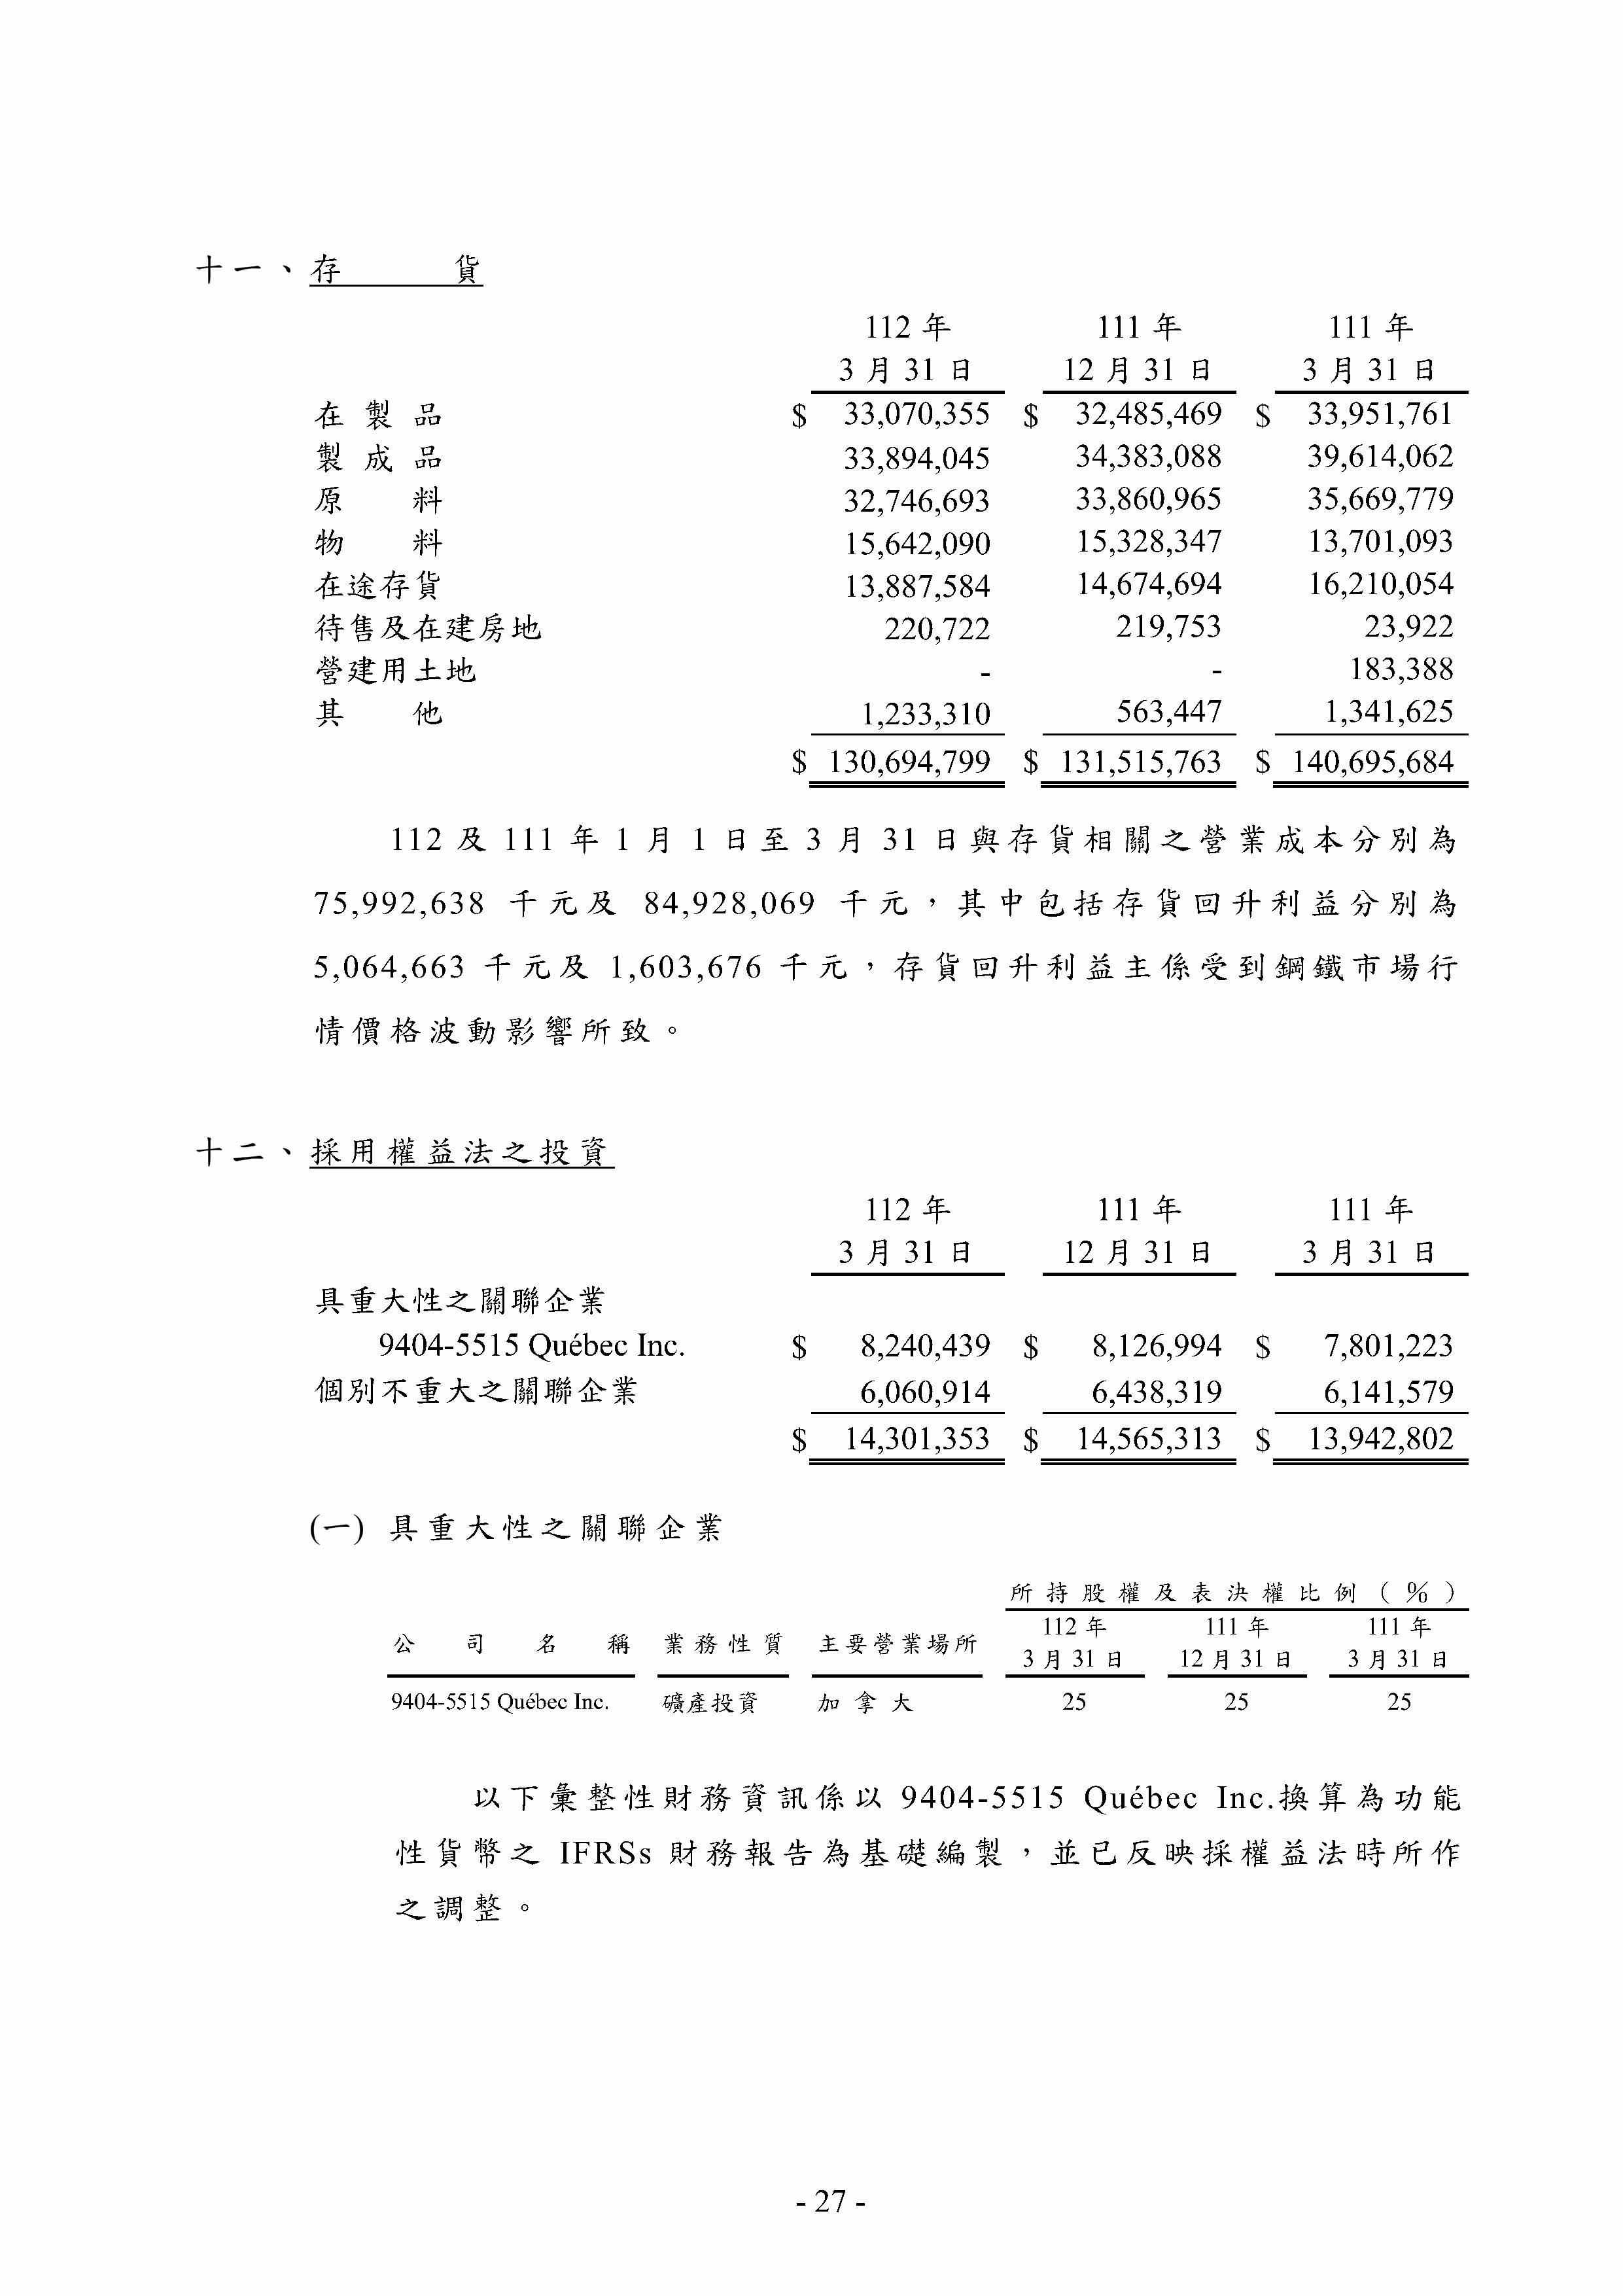 十一、存貨
112 年 111 年 111 年
3 月 31 日 12 月 31 日 3 月 31 日
在製品 $ 33,070,355 $ 32,485,469 $ 33,951,761
製成品 33,894,045 34,383,088 39,614,062
原料 32,746,693 33,860,965 35,669,779
物料 15,642,090 15,328,347 13,701,093
在途存貨 13,887,584 14,674,694 16,210,054
待售及在建房地 220,722 219,753 23,922
營建用土地 - - 183,388
其他 1,233,310 563,447 1,341,625
$ 130,694,799 $ 131,515,763 $ 140,695,684
112 及 111 年 1 月 1 日至 3 月 31 日與存貨相關之營業成本分別為
75,992,638 千元及 84,928,069 千元，其中包括存貨回升利益分別為
5,064,663 千元及 1,603,676 千元，存貨回升利益主係受到鋼鐵市場行
情價格波動影響所致。
十二、採用權益法之投資
112 年 111 年 111 年
3 月 31 日 12 月 31 日 3 月 31 日
具重大性之關聯企業
9404-5515 Québec Inc. $ 8,240,439 $ 8,126,994 $ 7,801,223
個別不重大之關聯企業 6,060,914 6,438,319 6,141,579
$ 14,301,353 $ 14,565,313 $ 13,942,802
(一) 具重大性之關聯企業
所持股權及表決權比例（％）
112 年 111 年 111 年
公司名稱 業務性質 主要營業場所 3 月 31 日 12 月 31 日 3 月 31 日
9404-5515 Québec Inc. 礦產投資 加拿大 25 25 25
以下彙整性財務資訊係以 9404-5515 Québec Inc.換算為功能
性貨幣之 IFRSs 財務報告為基礎編製，並已反映採權益法時所作
之調整。
- 27 -